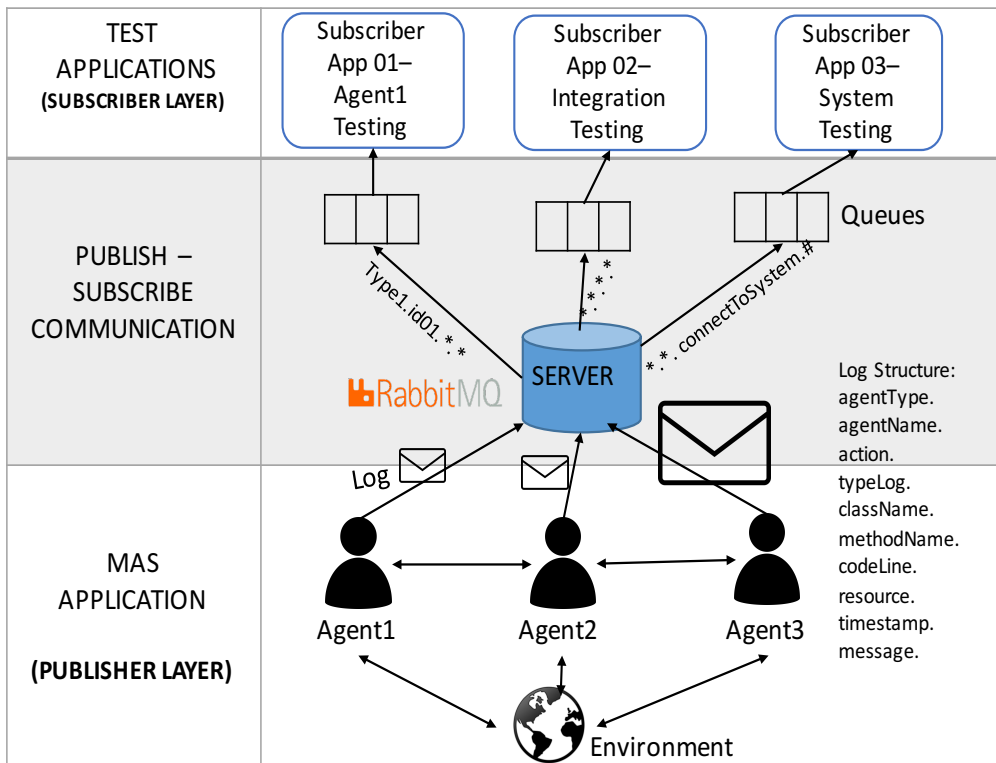 TEST
APPLICATIONS
(SUBSCRIBER LAYER)
Subscriber
App 01–
Agent1
Testing
Subscriber
App 02–
Integration
Testing
Subscriber
App 03–
System
Testing
PUBLISH –
SUBSCRIBE
COMMUNICATION
Queues
Type1.id01.*.*
*.*.*.*
*.*.connectToSystem.#
SERVER
RabbitMQ
Log Structure:
agentType.
agentName.
action.
typeLog.
className.
methodName.
codeLine.
resource.
timestamp.
message.
Log
MAS
APPLICATION
(PUBLISHER LAYER)
Agent1
Agent2
Agent3
Environment